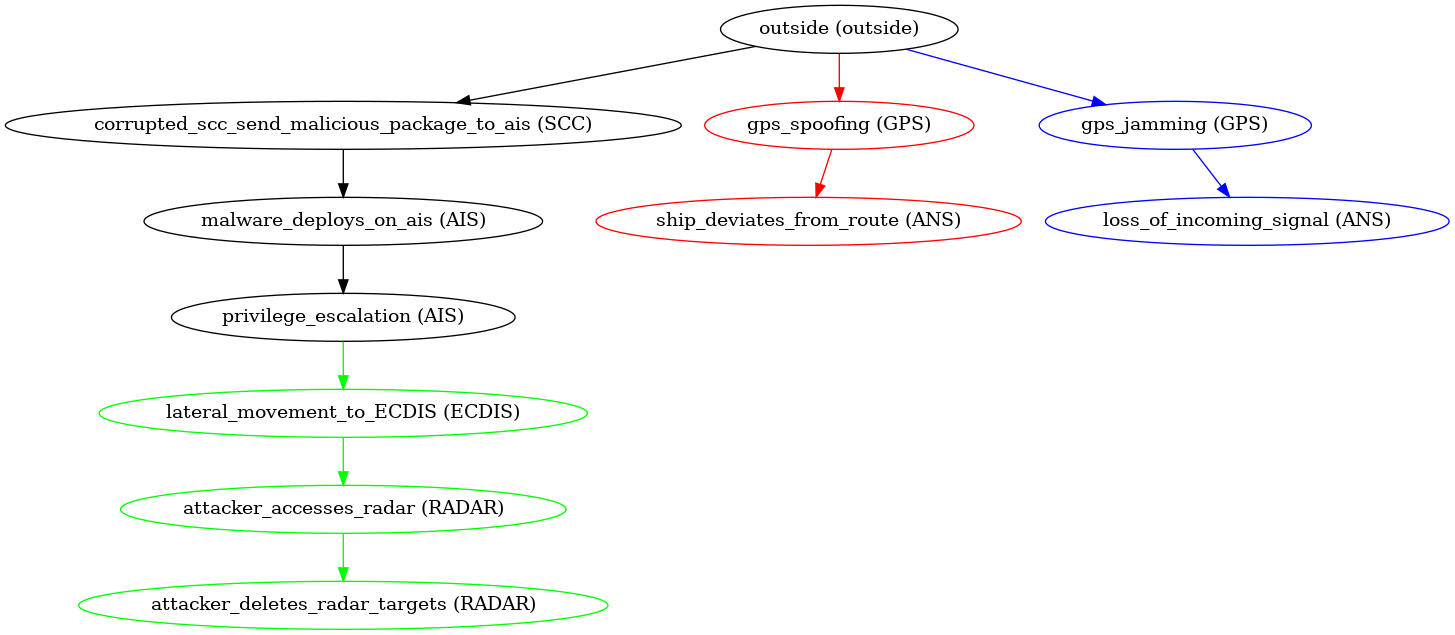 outside (outside)
corrupted_scc_send_malicious_package_to_ais (SCC)
gps_spoofing (GPS)
gps_jamming (GPS)
malware_deploys_on_ais (AIS)
ship_deviates_from_route (ANS)
loss_of_incoming_signal (ANS)
privilege_escalation (AIS)
lateral_movement_to_ECDIS (ECDIS)
attacker_accesses_radar (RADAR)
attacker_deletes_radar_targets (RADAR)